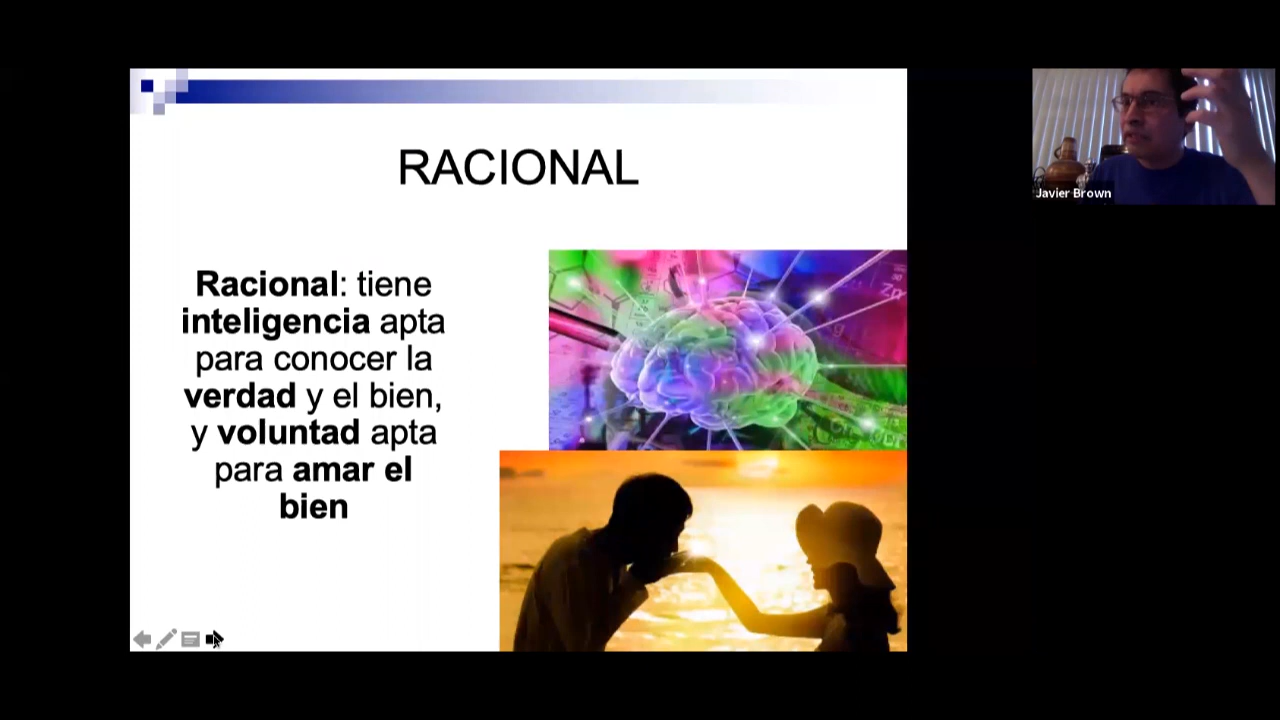 RACIONAL
Racional: tiene
inteligencia apta
para conocer la
verdad y el bien,
y voluntad apta
para amar el
bien
Zn
Javier Brown